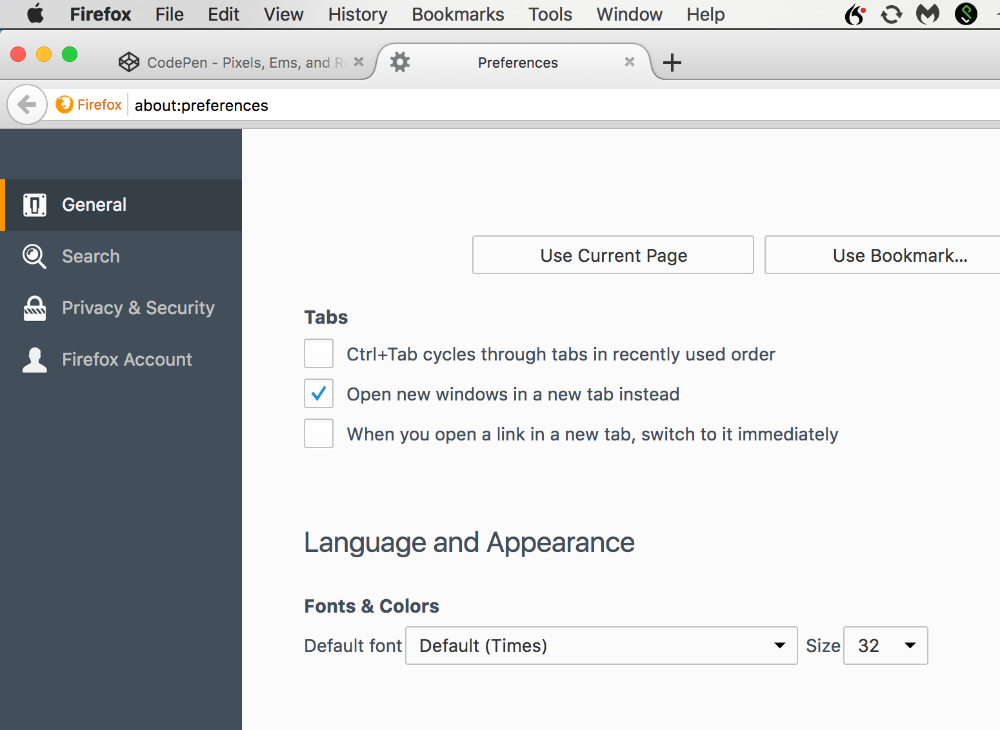 Firefox File Edit View History Bookmarks Tools Window Help
CodePen - Pixels, Ems, and Preferences
Firefox about:preferences
General
Search
Privacy & Security
Firefox Account
Use Current Page Use Bookmark...
Tabs
Ctrl+Tab cycles through tabs in recently used order
Open new windows in a new tab instead
When you open a link in a new tab, switch to it immediately
Language and Appearance
Fonts & Colors
Default font Default (Times) Size 32